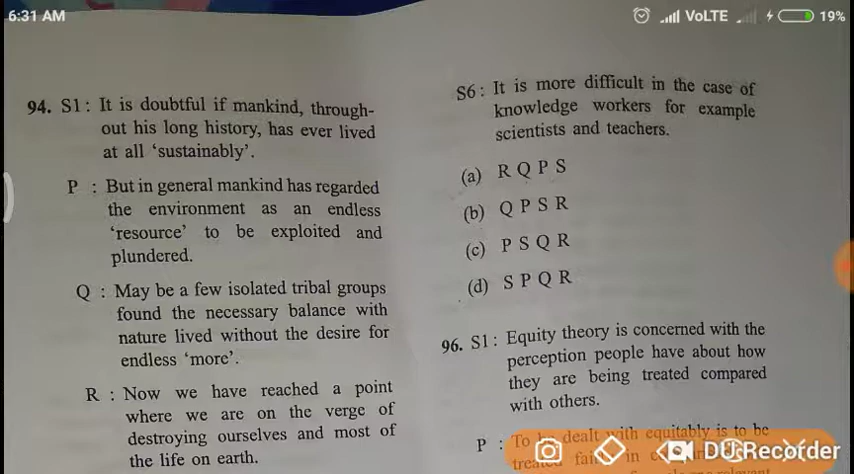 6:31 AM
VoLTE
19%
94. S1 : It is doubtful if mankind, through-
out his long history, has ever lived
at all ‘sustainably’.
P : But in general mankind has regarded
the environment as an endless
‘resource’ to be exploited and
plundered.
Q : May be a few isolated tribal groups
found the necessary balance with
nature lived without the desire for
endless ‘more’.
R : Now we have reached a point
where we are on the verge of
destroying ourselves and most of
the life on earth.
S6 : It is more difficult in the case of
knowledge workers for example
scientists and teachers.
(a) R Q P S
(b) Q P S R
(c) P S Q R
(d) S P Q R
96. S1 : Equity theory is concerned with the
perception people have about how
they are being treated compared
with others.
P : To be dealt with equitably is to be
treated in
DU Recorder